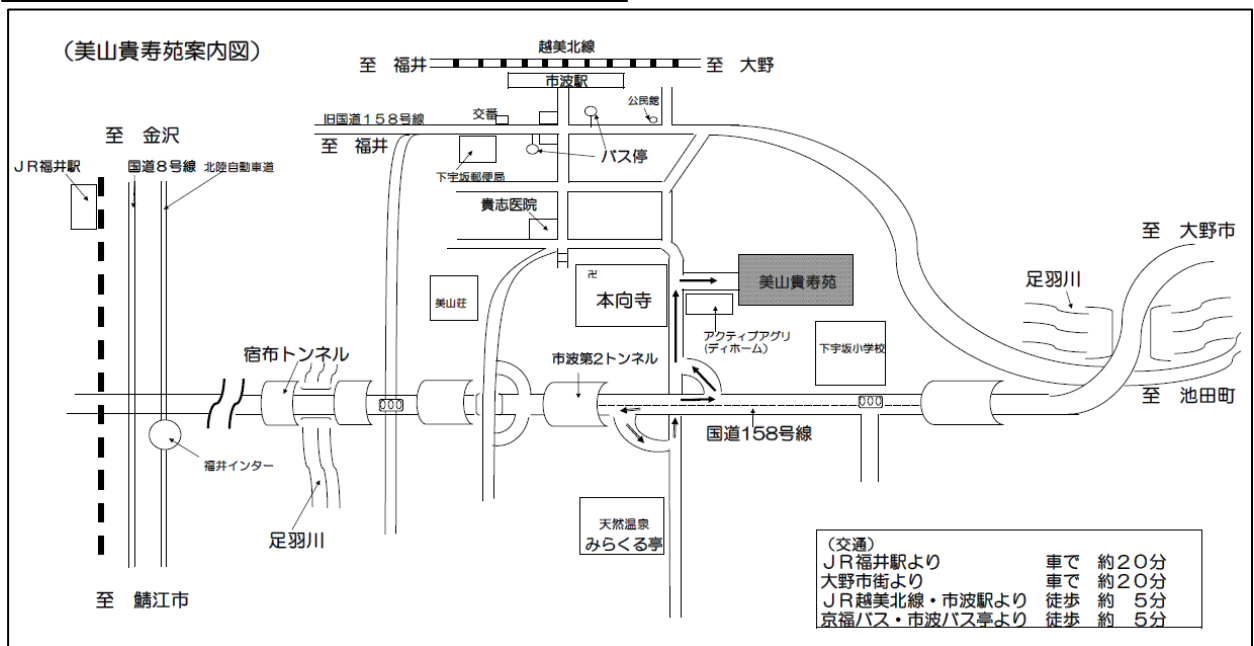 （美山貴寿苑案内図）
越美北線
至　福井
至　大野
市波駅
公民館
交番
旧国道１５８号線
至　福井
バス停
至　金沢
ＪＲ福井駅
国道８号線
北陸自動車道
下宇坂郵便局
貴志医院
至　大野市
足羽川
卍
本向寺
美山荘
美山貴寿苑
アクティブアグリ
(デイホーム)
下宇坂小学校
宿布トンネル
市波第２トンネル
至　池田町
国道158号線
福井インター
足羽川
天然温泉
みらくる亭
至　鯖江市
（交通）
ＪＲ福井駅より　車で　約２０分
大野市街より　車で　約２０分
ＪＲ越美北線・市波駅より　徒歩　約　５分
京福バス・市波バス亭より　徒歩　約　５分